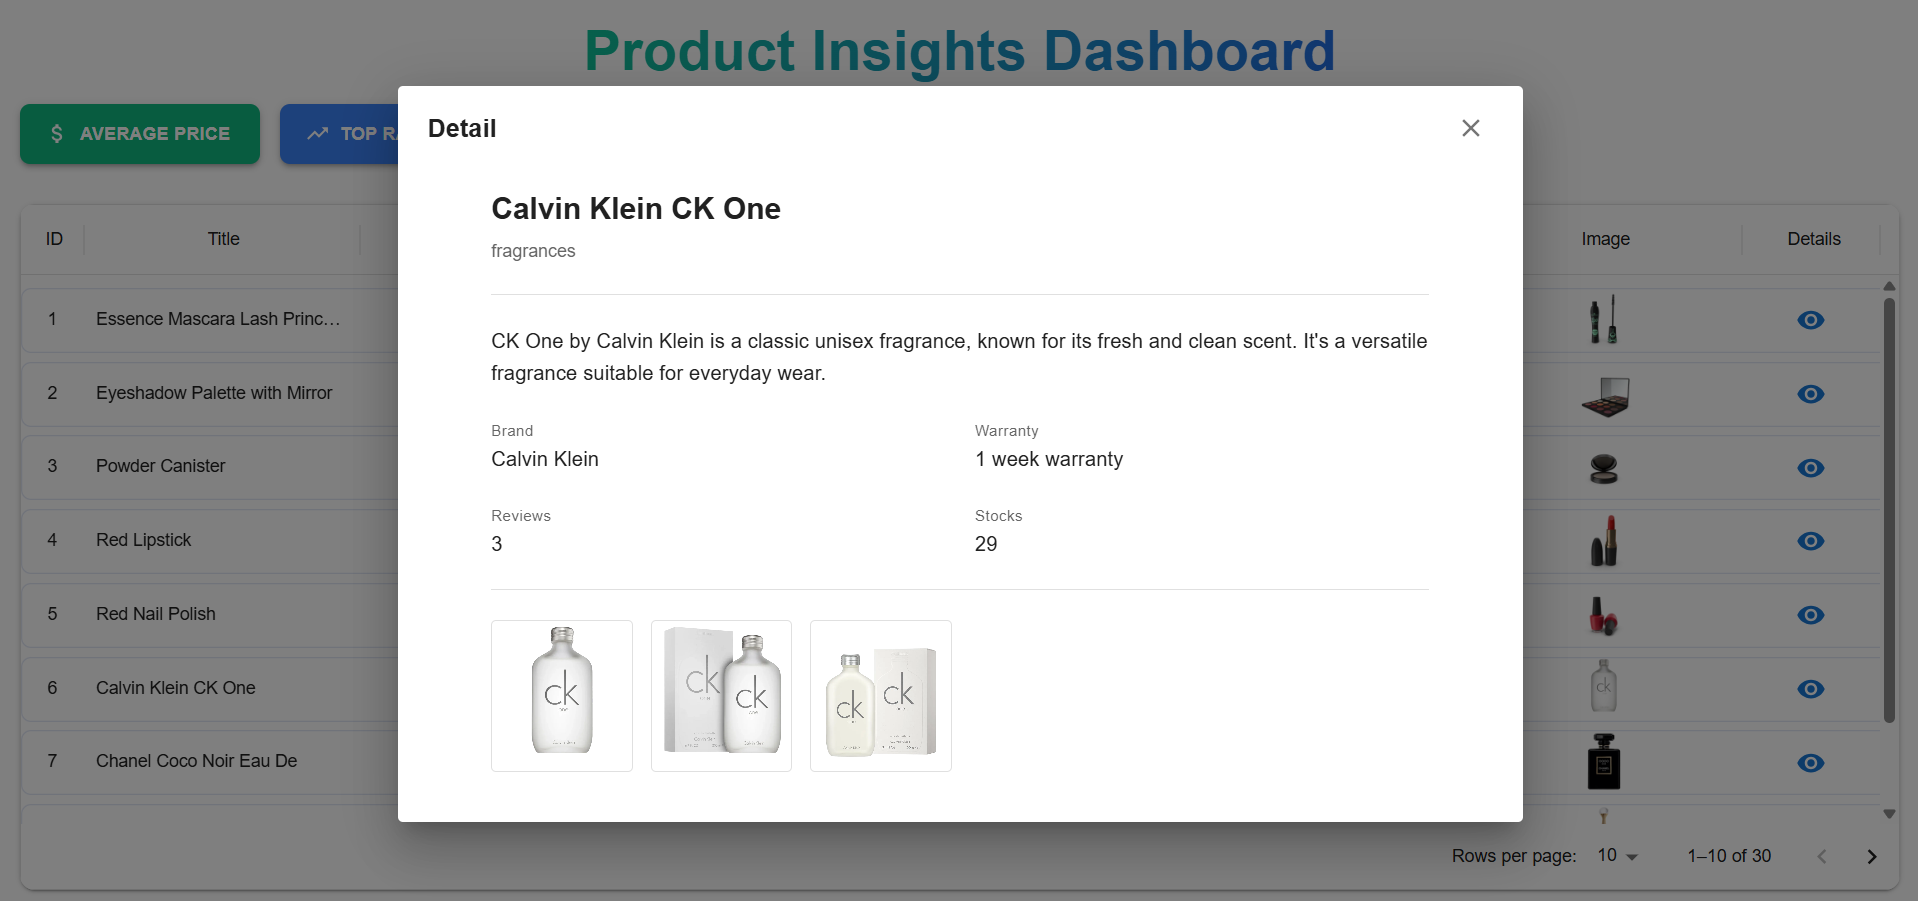 Product Insights Dashboard
AVERAGE PRICE
TOP RA
Detail
Calvin Klein CK One
fragrances
CK One by Calvin Klein is a classic unisex fragrance, known for its fresh and clean scent. It's a versatile
fragrance suitable for everyday wear.
Brand
Calvin Klein
Warranty
1 week warranty
Reviews
3
Stocks
29
ck
one
ck
ck
one
ck
ck
ID Title Image Details
1 Essence Mascara Lash Princ…
2 Eyeshadow Palette with Mirror
3 Powder Canister
4 Red Lipstick
5 Red Nail Polish
6 Calvin Klein CK One
ck
7 Chanel Coco Noir Eau De
Rows per page: 10 1–10 of 30